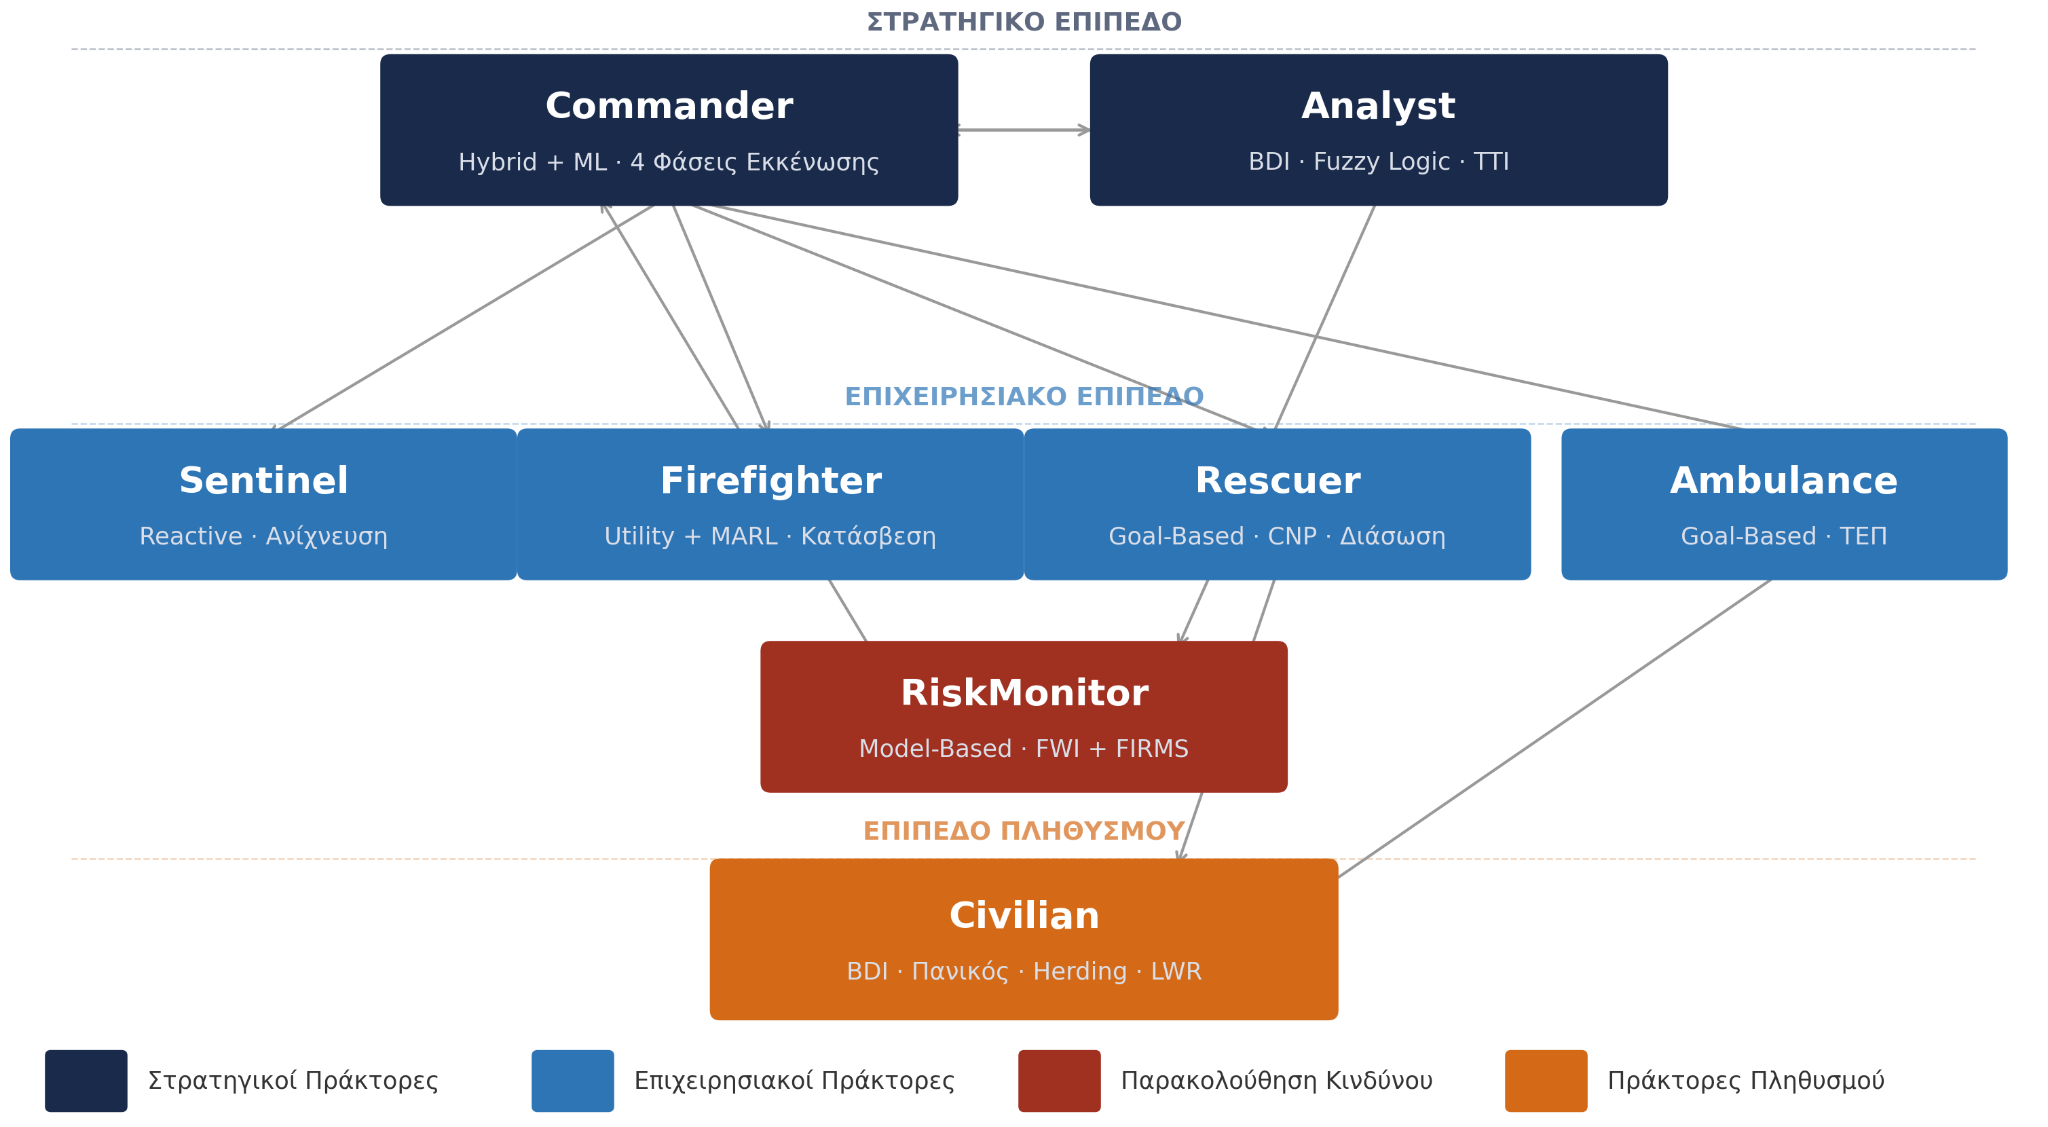 ΣΤΡΑΤΗΓΙΚΟ ΕΠΙΠΕΔΟ
Commander
Hybrid + ML · 4 Φάσεις Εκκένωσης
Analyst
BDI · Fuzzy Logic · TTI
ΕΠΙΧΕΙΡΗΣΙΑΚΟ ΕΠΙΠΕΔΟ
Sentinel
Reactive · Ανίχνευση
Firefighter
Utility + MARL · Κατάσβεση
Rescuer
Goal-Based · CNP · Διάσωση
Ambulance
Goal-Based · ΤΕΠ
RiskMonitor
Model-Based · FWI + FIRMS
ΕΠΙΠΕΔΟ ΠΛΗΘΥΣΜΟΥ
Civilian
BDI · Πανικός · Herding · LWR
Στρατηγικοί Πράκτορες
Επιχειρησιακοί Πράκτορες
Παρακολούθηση Κινδύνου
Πράκτορες Πληθυσμού